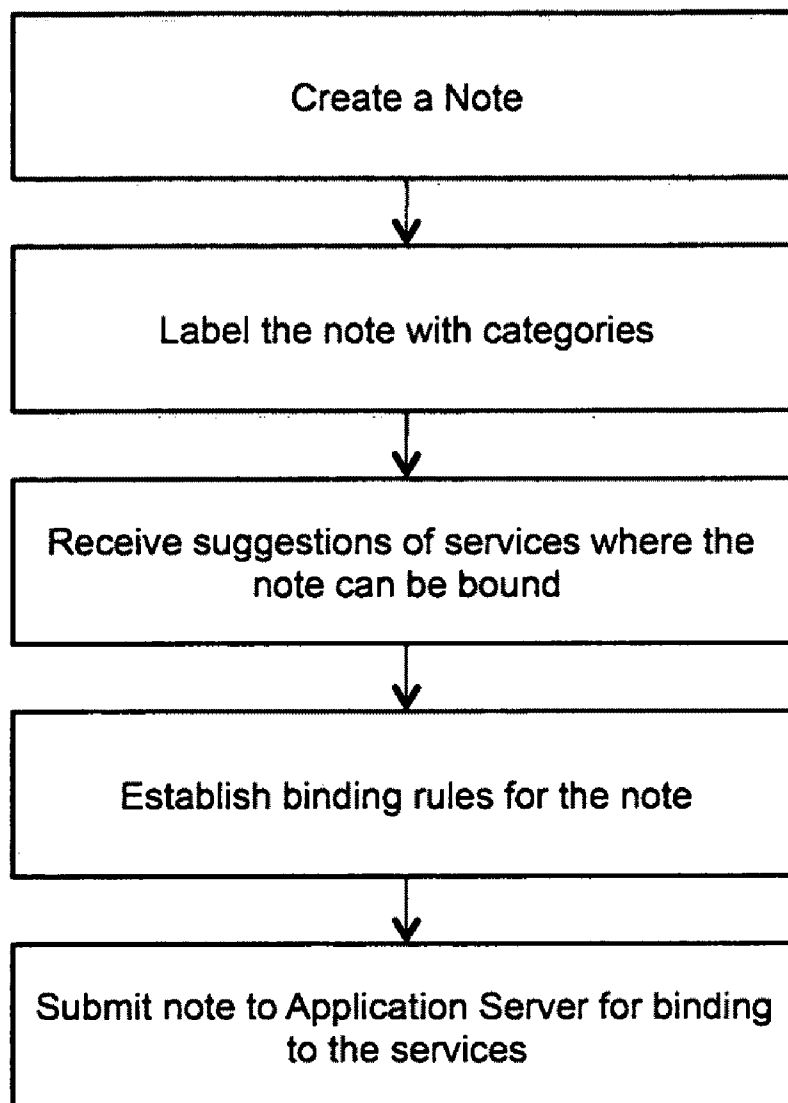 Create a Note
Label the note with categories
Receive suggestions of services where the
note can be bound
Establish binding rules for the note
Submit note to Application Server for binding
to the services